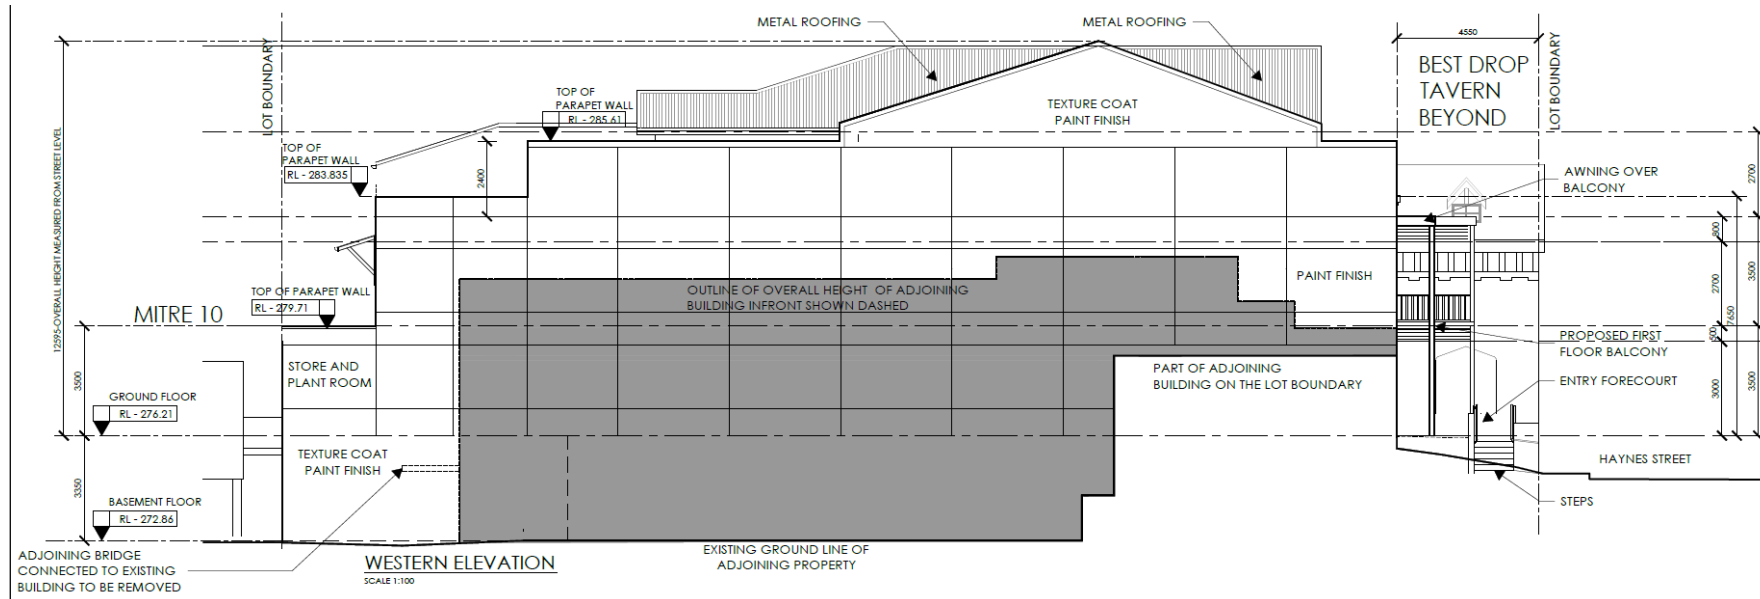 METAL ROOFING
METAL ROOFING
4550
LOT BOUNDARY
LOT BOUNDARY
BEST DROP
TAVERN
BEYOND
12595-OVERALL HEIGHT MEASURED FROM STREET LEVEL
TOP OF
PARAPET WALL
RL - 285.61
TEXTURE COAT
PAINT FINISH
TOP OF
PARAPET WALL
RL - 283.835
2400
2700
AWNING OVER
BALCONY
800
3500
2700
7650
PAINT FINISH
TOP OF PARAPET WALL
RL - 279.71
OUTLINE OF OVERALL HEIGHT OF ADJOINING
BUILDING INFRONT SHOWN DASHED
MITRE 10
500
PROPOSED FIRST
FLOOR BALCONY
STORE AND
PLANT ROOM
PART OF ADJOINING
BUILDING ON THE LOT BOUNDARY
ENTRY FORECOURT
3500
3000
3500
GROUND FLOOR
RL - 276.21
TEXTURE COAT
PAINT FINISH
HAYNES STREET
3350
BASEMENT FLOOR
RL - 272.86
STEPS
ADJOINING BRIDGE
CONNECTED TO EXISTING
BUILDING TO BE REMOVED
WESTERN ELEVATION
SCALE 1:100
EXISTING GROUND LINE OF
ADJOINING PROPERTY